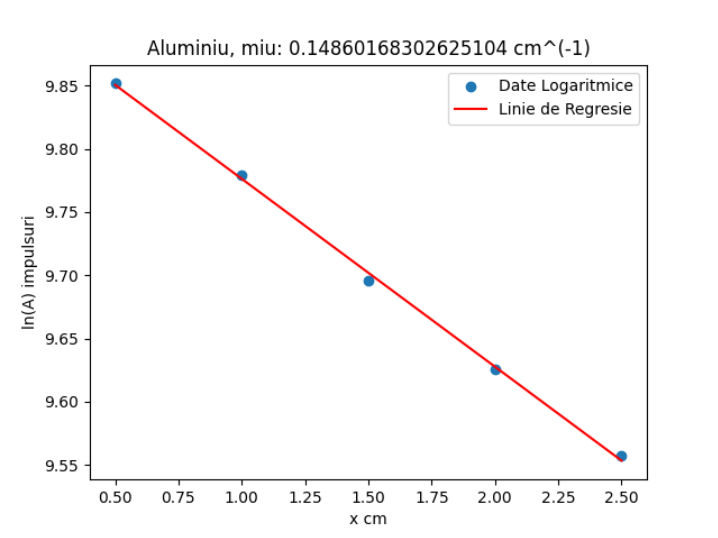 Aluminiu, miu: 0.14860168302625104 cm^(-1)
Date Logaritmice
Linie de Regresie
ln(A) impulsuri
9.85
9.80
9.75
9.70
9.65
9.60
9.55
0.50 0.75 1.00 1.25 1.50 1.75 2.00 2.25 2.50
x cm